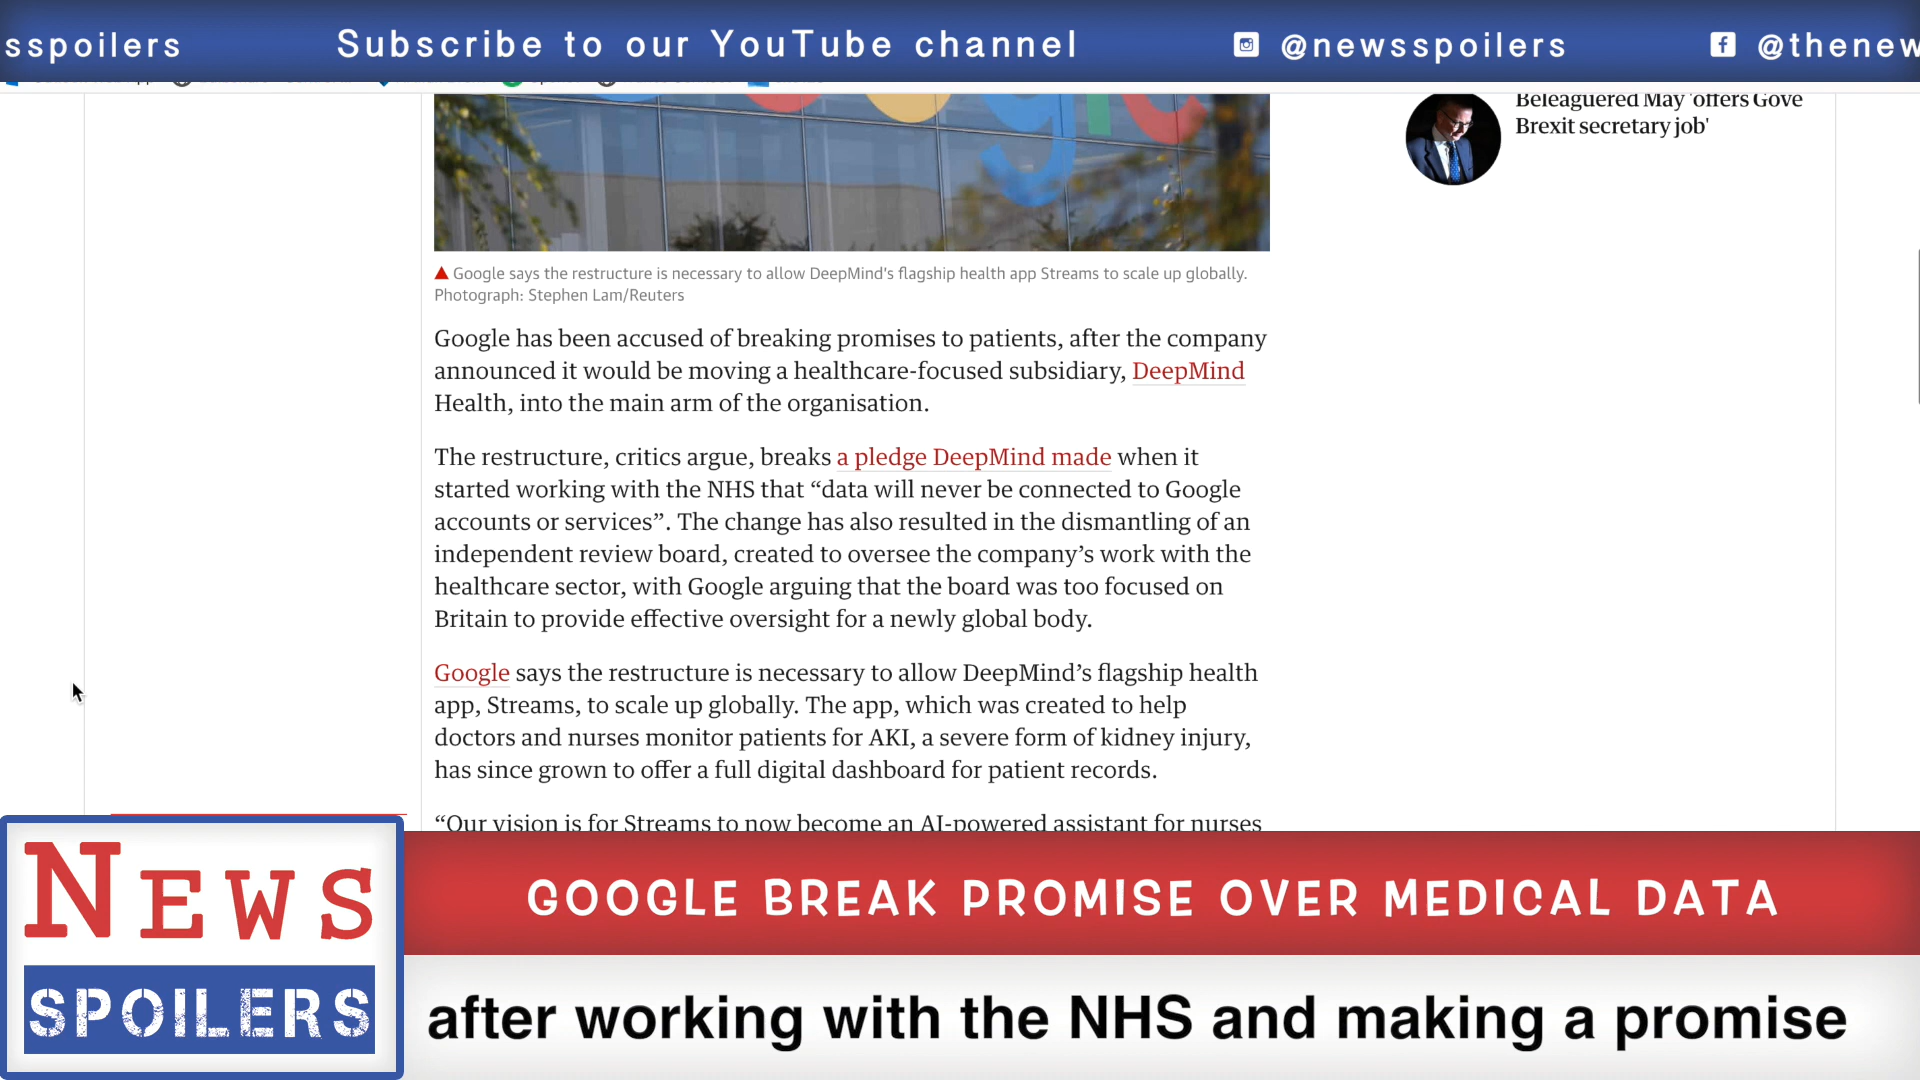 sspoilers
Subscribe to our YouTube channel
@newsspoilers
@thenew
Beleaguered May 'offers Gove
Brexit secretary job'
Google says the restructure is necessary to allow DeepMind's flagship health app Streams to scale up globally.
Photograph: Stephen Lam/Reuters
Google has been accused of breaking promises to patients, after the company
announced it would be moving a healthcare-focused subsidiary, DeepMind
Health, into the main arm of the organisation.
The restructure, critics argue, breaks a pledge DeepMind made when it
started working with the NHS that “data will never be connected to Google
accounts or services”. The change has also resulted in the dismantling of an
independent review board, created to oversee the company’s work with the
healthcare sector, with Google arguing that the board was too focused on
Britain to provide effective oversight for a newly global body.
Google says the restructure is necessary to allow DeepMind’s flagship health
app, Streams, to scale up globally. The app, which was created to help
doctors and nurses monitor patients for AKI, a severe form of kidney injury,
has since grown to offer a full digital dashboard for patient records.
“Our vision is for Streams to now become an AI-powered assistant for nurses
NEWS
SPOILERS
GOOGLE BREAK PROMISE OVER MEDICAL DATA
after working with the NHS and making a promise